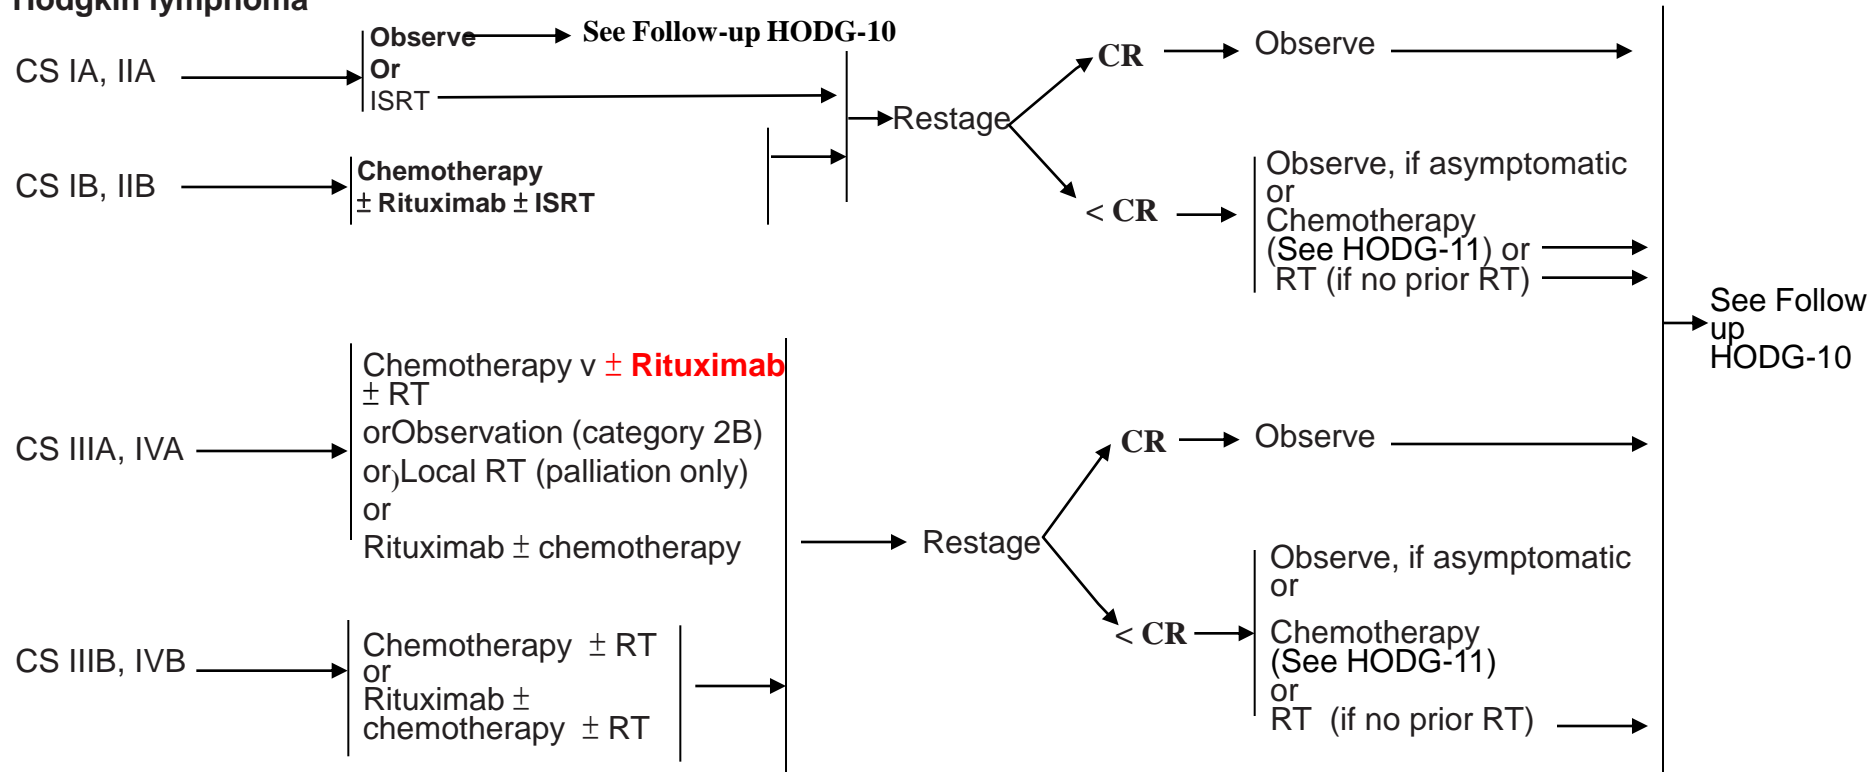 Hodgkin lymphoma
CS IA, IIA
Observe
See Follow-up HODG-10
Or
ISRT
CS IB, IIB
Chemotherapy
± Rituximab ± ISRT
Restage
CR
Observe
< CR
Observe, if asymptomatic
or
Chemotherapy
(See HODG-11) or
RT (if no prior RT)
See Follow
up
HODG-10
CS IIIA, IVA
Chemotherapy v ± Rituximab
± RT
orObservation (category 2B)
or)Local RT (palliation only)
or
Rituximab ± chemotherapy
CS IIIB, IVB
Chemotherapy ± RT
or
Rituximab ±
chemotherapy ± RT
Restage
CR
Observe
< CR
Observe, if asymptomatic
or
Chemotherapy
(See HODG-11)
or
RT (if no prior RT)